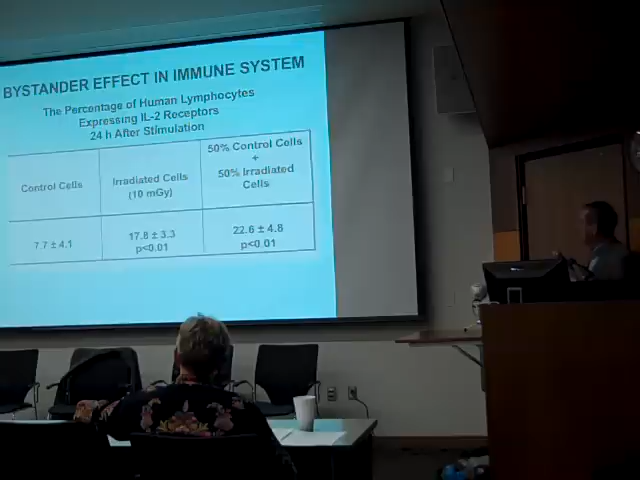 BYSTANDER EFFECT IN IMMUNE SYSTEM
The Percentage of Human Lymphocytes
Expressing IL-2 Receptors
24 h After Stimulation
Control Cells
Irradiated Cells
(10 mGy)
50% Control Cells
+
50% Irradiated
Cells
7.7 ± 4.1
17.8 ± 3.3
p<0.01
22.6 ± 4.8
p<0.01